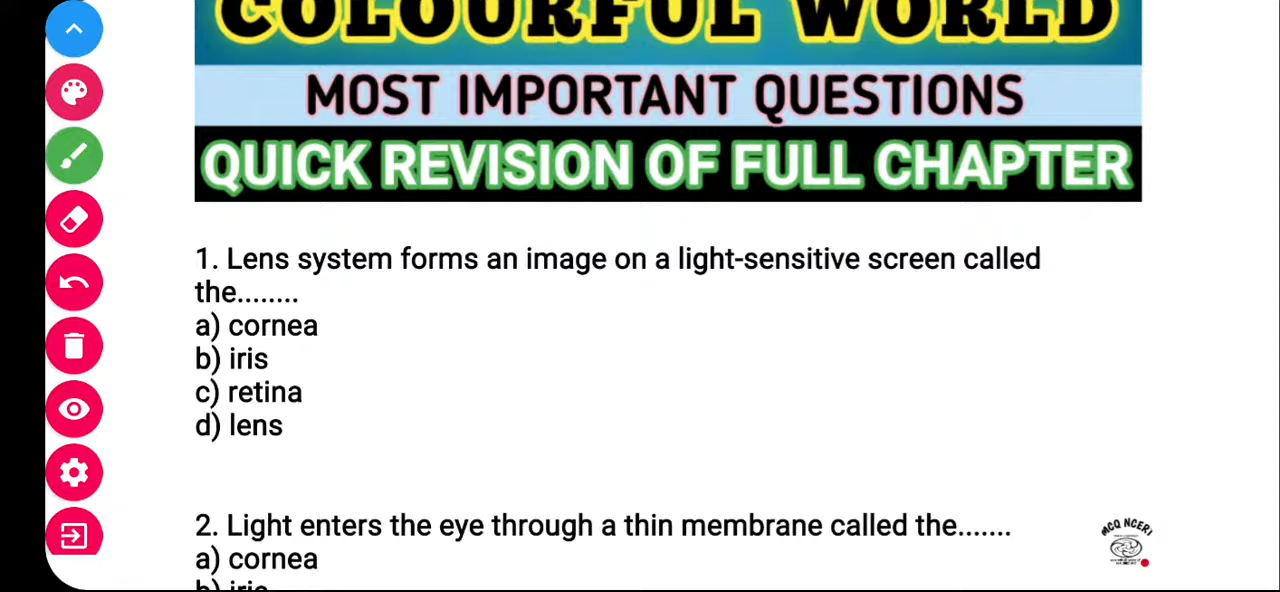 COLOURFUL WORLD
MOST IMPORTANT QUESTIONS
QUICK REVISION OF FULL CHAPTER
1. Lens system forms an image on a light-sensitive screen called
the........
a) cornea
b) iris
c) retina
d) lens
2. Light enters the eye through a thin membrane called the.......
MCQ NCERT
a) cornea
b) iris